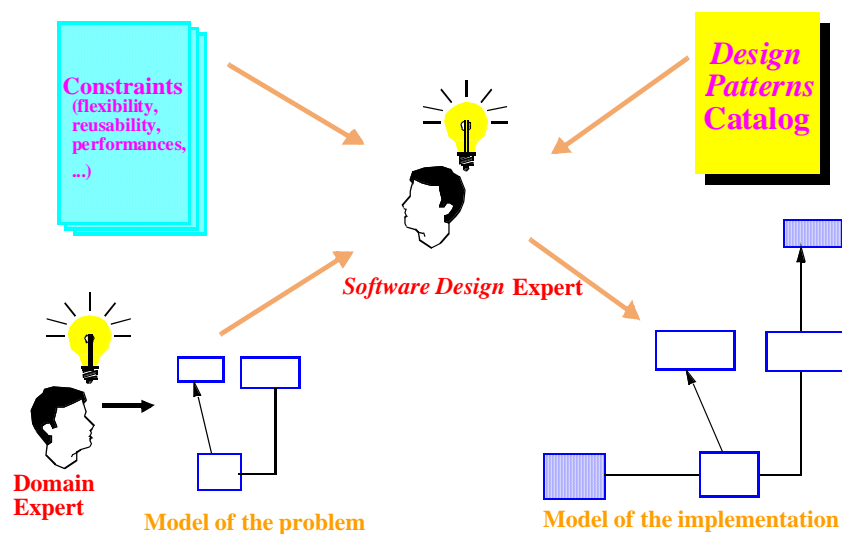 Constraints
(flexibility,
reusability,
performances,
...)
Design
Patterns
Catalog
Software Design Expert
Domain
Expert
Model of the problem
Model of the implementation